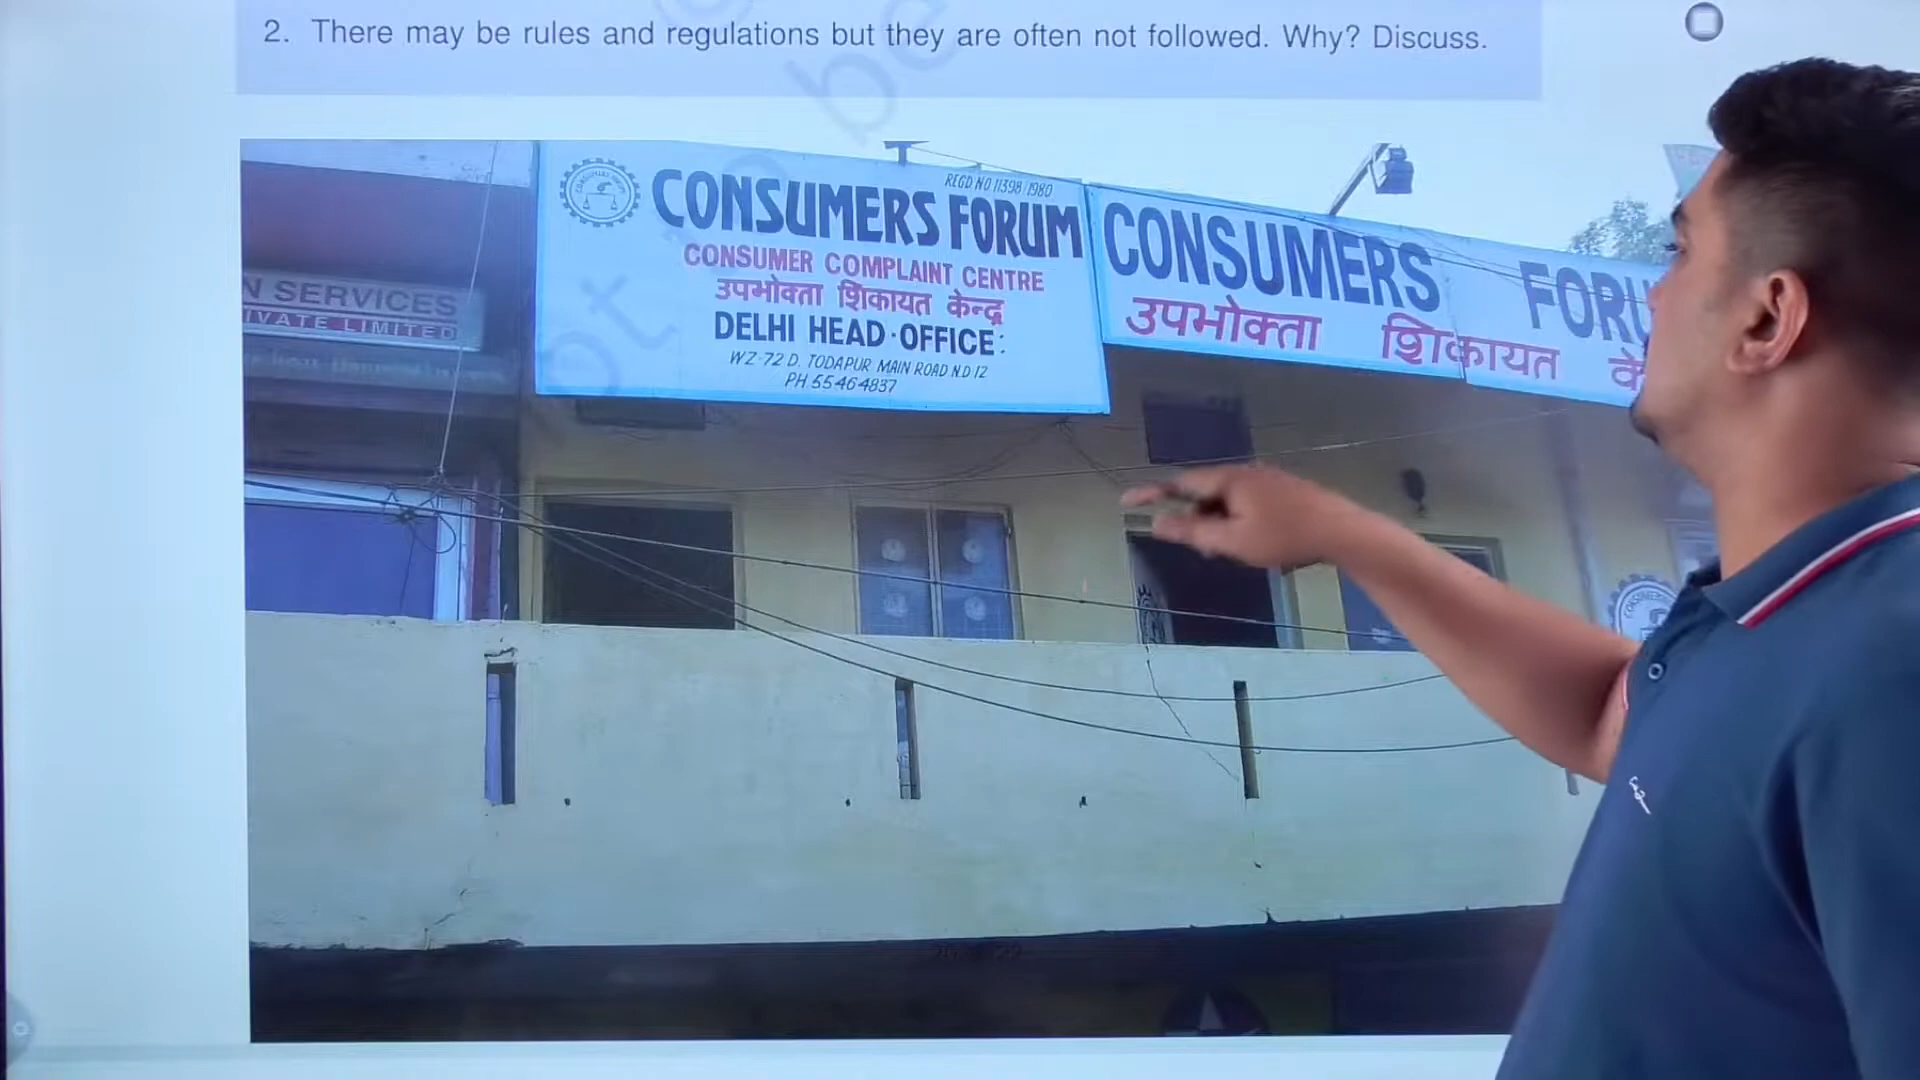 2. There may be rules and regulations but they are often not followed. Why? Discuss.
REGD NO 11398/1980
CONSUMERS FORUM
CONSUMER COMPLAINT CENTRE
उपभोक्ता शिकायत केन्द्र
DELHI HEAD-OFFICE:
WZ-72 D. TODAPUR MAIN ROAD N.D-12
PH 55464837
CONSUMERS FORU
उपभोक्ता शिकायत के
N SERVICES
IVATE LIMITED